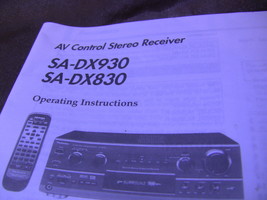 AV Control Stereo Receiver
SA-DX930
SA-DX830
Operating Instructions